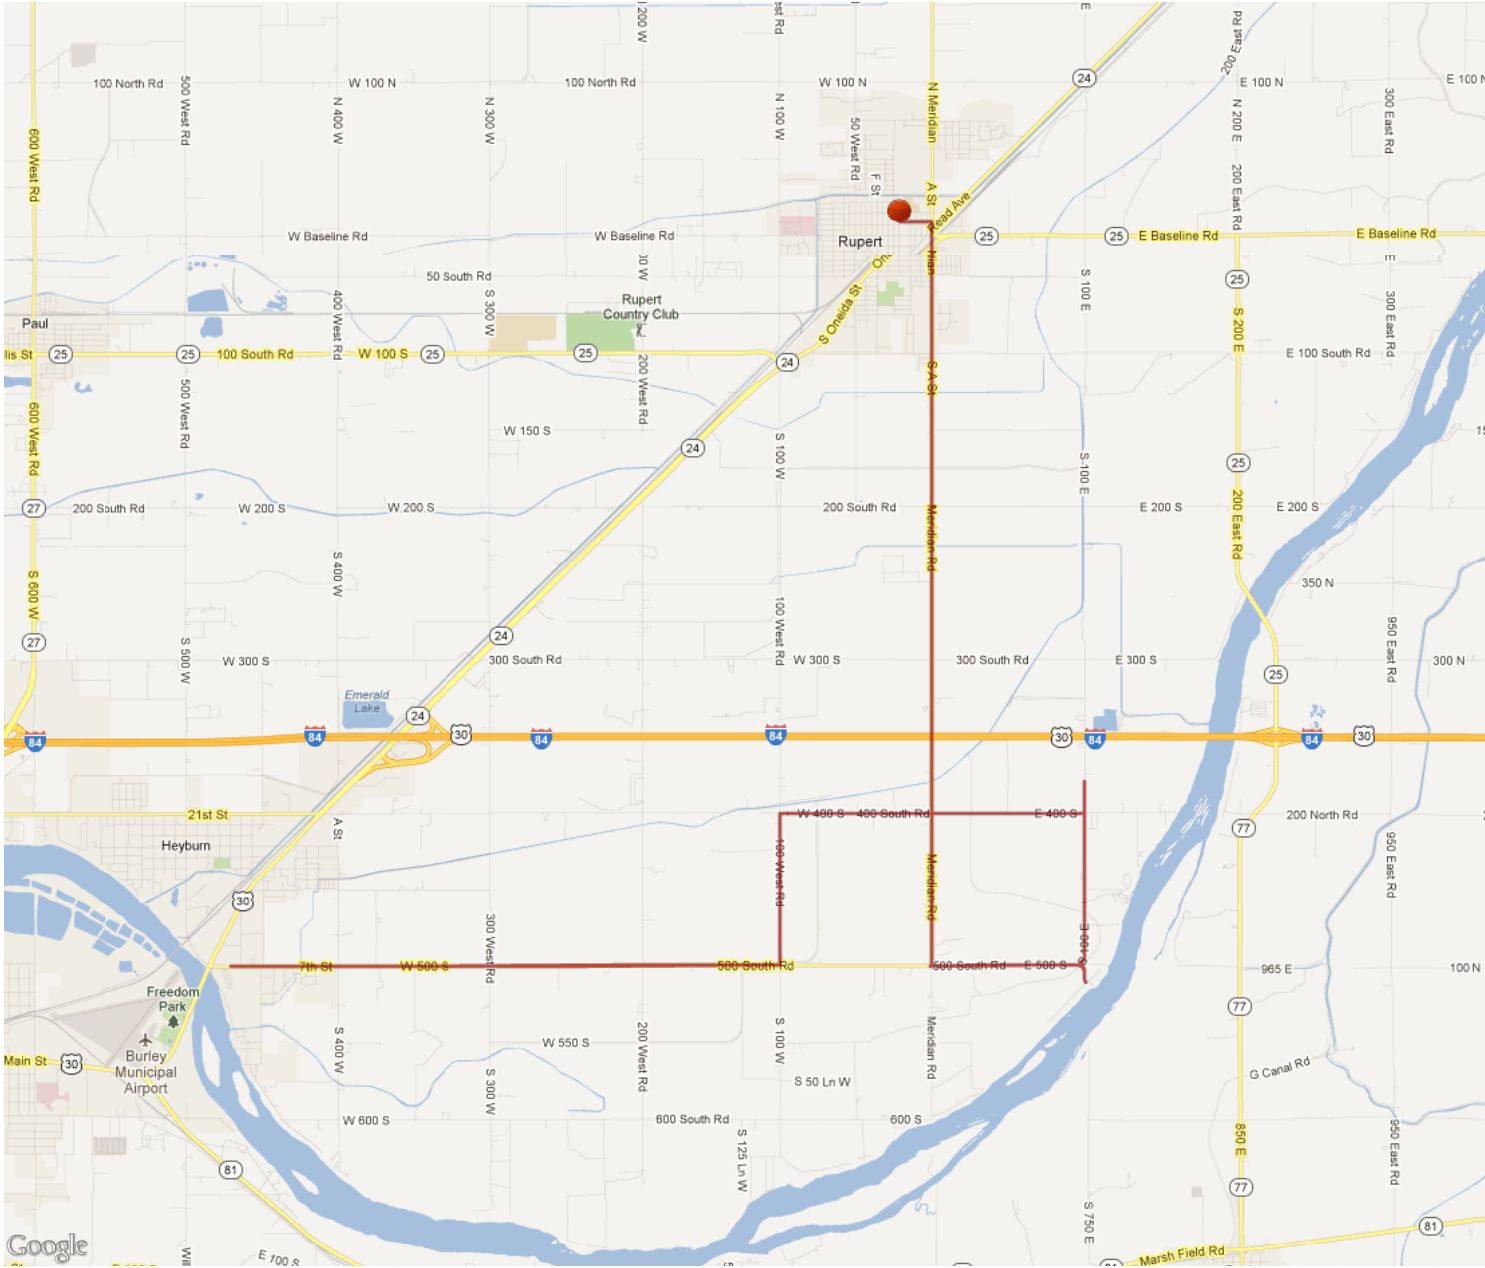 200 W
E
200 East Rd
100 North Rd
W 100 N
100 North Rd
W 100 N
24
E 100 N
E 100 N
600 West Rd
500 West Rd
N 400 W
N 300 W
N 100 W
50 West Rd
F St
N Meridian
A St
N 200 E
200 East Rd
300 East Rd
W Baseline Rd
W Baseline Rd
Rupert
25
25
E Baseline Rd
E Baseline Rd
50 South Rd
S 300 W
400 West Rd
S 100 E
25
E
300 East Rd
Rupert
Country Club
S Oneida St
Paul
25
25
100 South Rd
W 100 S
25
25
24
S A St
S 200 E
E 100 South Rd
600 West Rd
500 West Rd
200 West Rd
W 150 S
24
S 100 W
S 100 E
25
27
200 South Rd
W 200 S
W 200 S
200 South Rd
Meridian Rd
E 200 S
200 East Rd
E 200 S
S 600 W
S 400 W
350 N
27
S 500 W
24
100 West Rd
950 East Rd
W 300 S
300 South Rd
W 300 S
300 South Rd
E 300 S
300 N
25
Emerald
Lake
24
84
84
30
84
84
30
84
84
30
21st St
A St
W 400 S
400 South Rd
E 400 S
77
200 North Rd
Heyburn
100 West Rd
Meridian Rd
950 East Rd
30
300 West Rd
S 100 E
7th St
W 500 S
500 South Rd
500 South Rd
E 500 S
965 E
100 N
Freedom
Park
77
S 400 W
200 West Rd
S 100 W
Meridian Rd
Main St
30
Burley
Municipal
Airport
W 550 S
S 300 W
S 50 Ln W
G Canal Rd
W 600 S
600 South Rd
600 S
850 E
950 East Rd
S 125 Ln W
81
77
S 750 E
81
Marsh Field Rd
Google
E 100 S